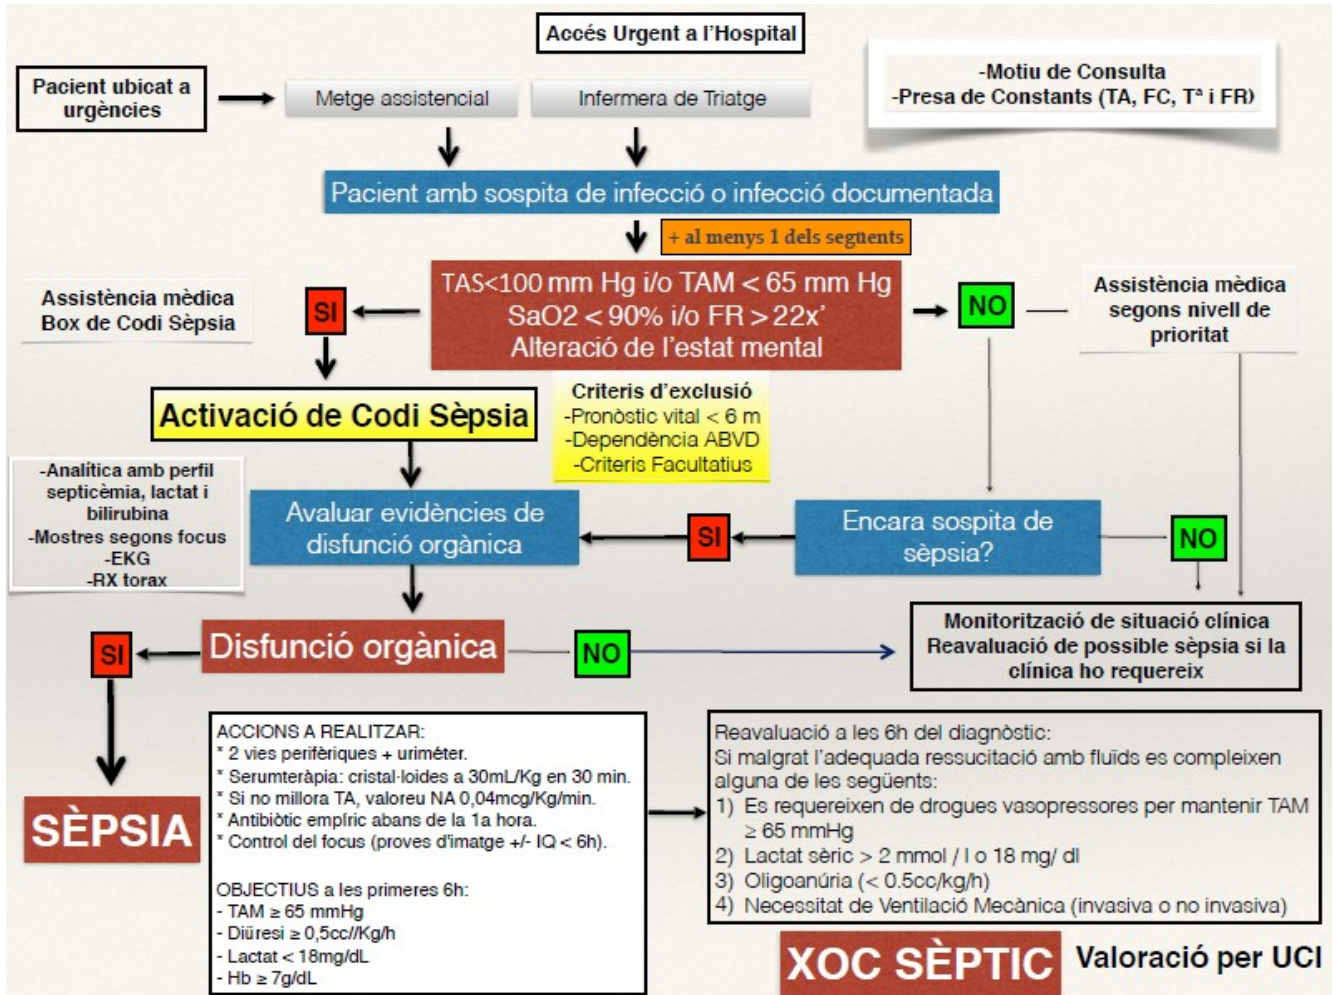 Accés Urgent a l'Hospital
-Motiu de Consulta
-Presa de Constants (TA, FC, Tª i FR)
Pacient ubicat a
urgències
Metge assistencial
Infermera de Triatge
Pacient amb sospita de infecció o infecció documentada
+ al menys 1 dels següents
TAS<100 mm Hg i/o TAM < 65 mm Hg
SaO2 < 90% i/o FR > 22x'
Alteració de l'estat mental
SI
Assistència mèdica
Box de Codi Sèpsia
NO
Assistència mèdica
segons nivell de
prioritat
Activació de Codi Sèpsia
Criteris d'exclusió
-Pronòstic vital < 6 m
-Dependència ABVD
-Criteris Facultatius
-Analítica amb perfil
septicèmia, lactat i
bilirubina
-Mostres segons focus
-EKG
-RX torax
Avaluar evidències de
disfunció orgànica
SI
Encara sospita de
sèpsia?
NO
SI
Disfunció orgànica
NO
Monitorització de situació clínica
Reavaluació de possible sèpsia si la
clínica ho requereix
SÈPSIA
ACCIONS A REALITZAR:
* 2 vies perifèriques + uriméter.
* Serumteràpia: cristal·loides a 30mL/Kg en 30 min.
* Si no millora TA, valoreu NA 0,04mcg/Kg/min.
* Antibiòtic empíric abans de la 1a hora.
* Control del focus (proves d'imatge +/- IQ < 6h).
OBJECTIUS a les primeres 6h:
- TAM ≥ 65 mmHg
- Diüresi ≥ 0,5cc//Kg/h
- Lactat < 18mg/dL
- Hb ≥ 7g/dL
Reavaluació a les 6h del diagnòstic:
Si malgrat l'adequada ressucitació amb fluïds es compleixen
alguna de les següents:
1) Es requereixen de drogues vasopressores per mantenir TAM
≥ 65 mmHg
2) Lactat sèric > 2 mmol / l o 18 mg/ dl
3) Oligoanúria (< 0.5cc/kg/h)
4) Necessitat de Ventilació Mecànica (invasiva o no invasiva)
XOC SÈPTIC
Valoració per UCI